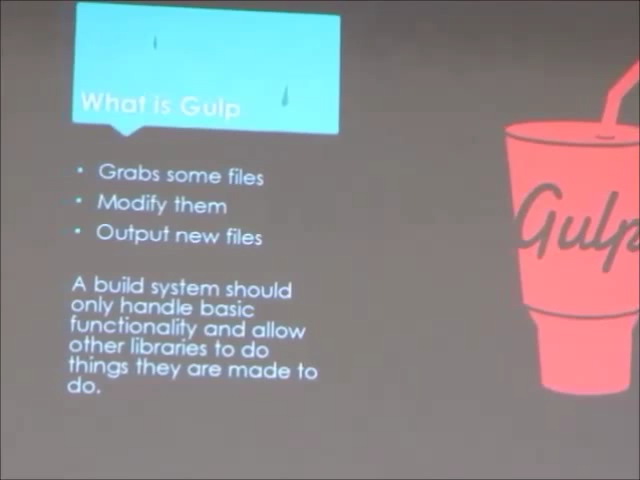 What is Gulp
• Grabs some files
• Modify them
• Output new files
A build system should
only handle basic
functionality and allow
other libraries to do
things they are made to
do.
Gulp